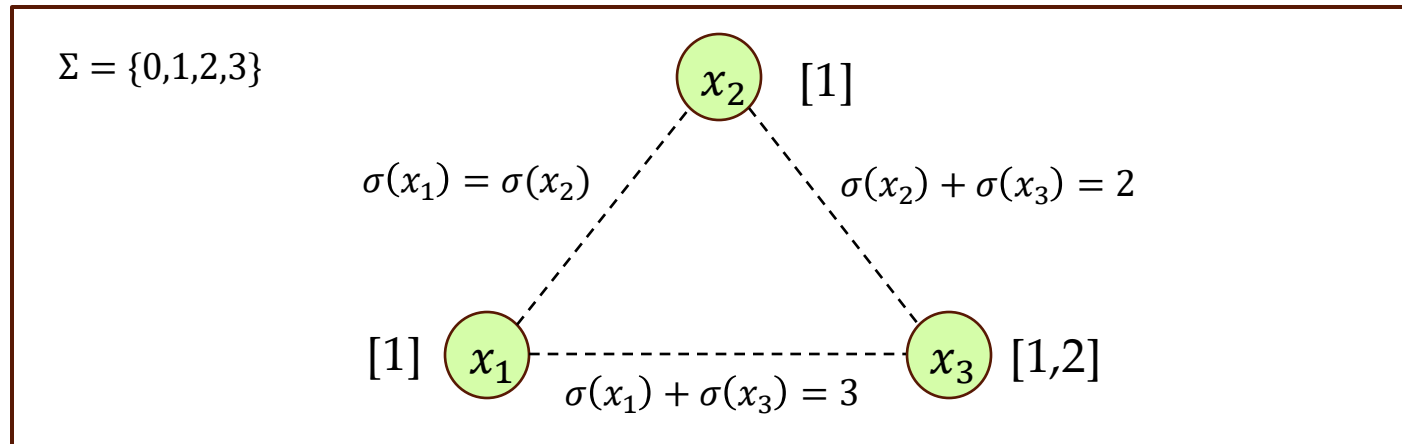 Σ = {0,1,2,3}
x₂ [1]
σ(x₁) = σ(x₂)
σ(x₂) + σ(x₃) = 2
[1] x₁
x₃ [1,2]
σ(x₁) + σ(x₃) = 3